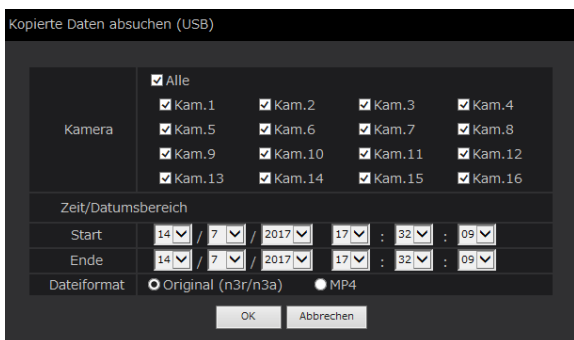 Kopierte Daten absuchen (USB)
Alle
Kam.1 Kam.2 Kam.3 Kam.4
Kamera Kam.5 Kam.6 Kam.7 Kam.8
Kam.9 Kam.10 Kam.11 Kam.12
Kam.13 Kam.14 Kam.15 Kam.16
Zeit/Datumsbereich
Start 14 / 7 / 2017 17 : 32 : 09
Ende 14 / 7 / 2017 17 : 32 : 09
Dateiformat Original (n3r/n3a) MP4
OK Abbrechen